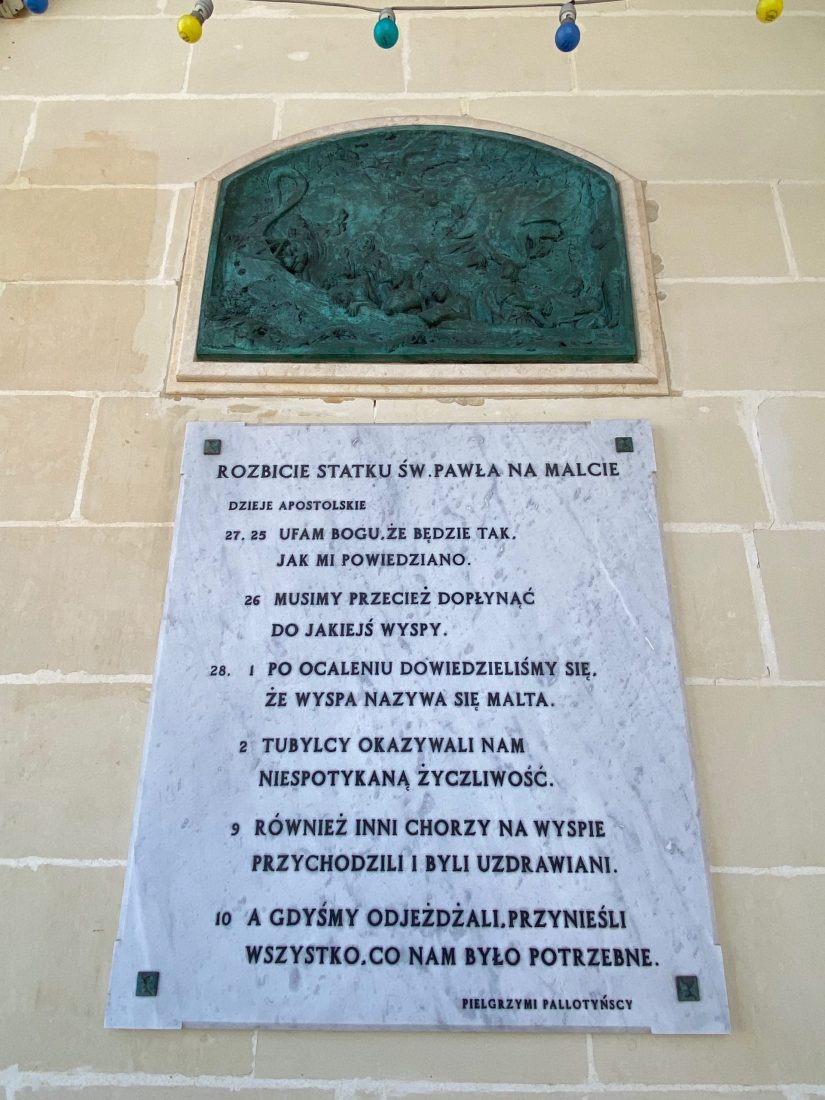 ROZBICIE STATKU ŚW.PAWŁA NA MALCIE
DZIEJE APOSTOLSKIE
27. 25 UFAM BOGU.ŻE BĘDZIE TAK.
JAK MI POWIEDZIANO.
26 MUSIMY PRZECIEŻ DOPŁYNĄĆ
DO JAKIEJŚ WYSPY.
28. 1 PO OCALENIU DOWIEDZIELIŚMY SIĘ.
ŻE WYSPA NAZYWA SIĘ MALTA.
2 TUBYLCY OKAZYWALI NAM
NIESPOTYKANĄ ŻYCZLIWOŚĆ.
9 RÓWNIEŻ INNI CHORZY NA WYSPIE
PRZYCHODZILI I BYLI UZDRAWIANI.
10 A GDYŚMY ODJEŻDŻALI.PRZYNIEŚLI
WSZYSTKO.CO NAM BYŁO POTRZEBNE.
PIELGRZYMI PALLOTYŃSCY